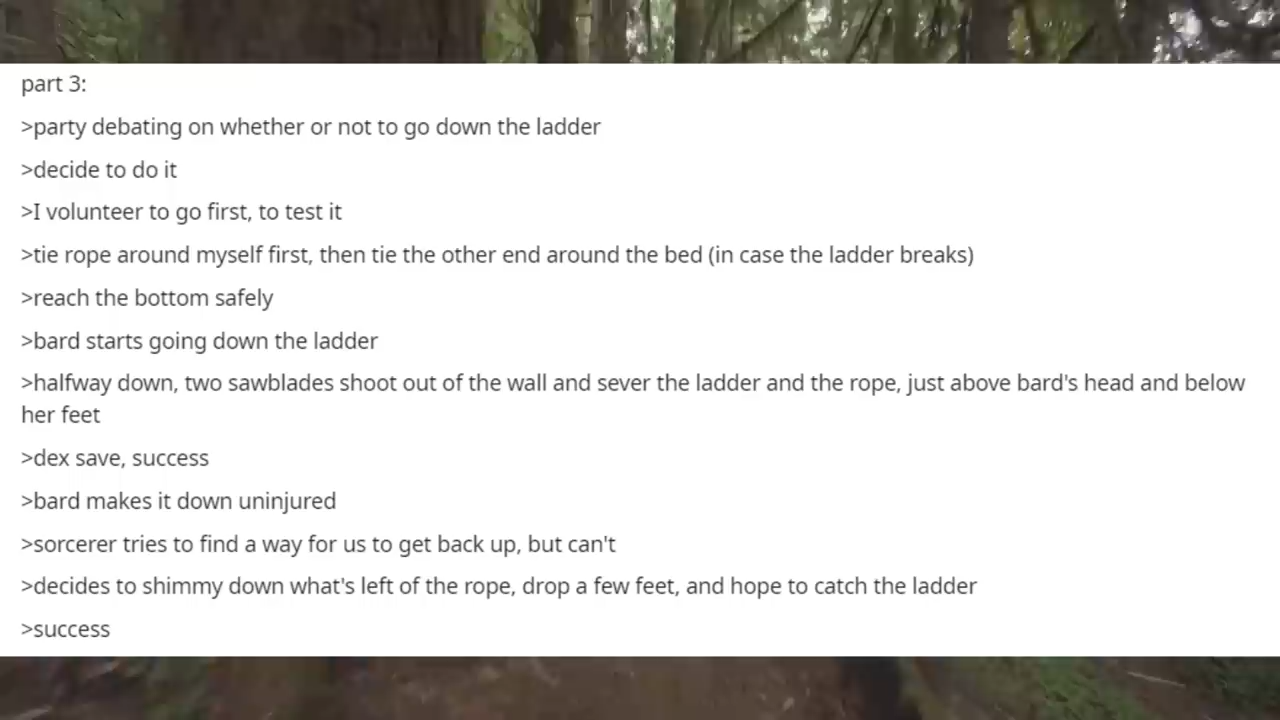 part 3:
>party debating on whether or not to go down the ladder
>decide to do it
>I volunteer to go first, to test it
>tie rope around myself first, then tie the other end around the bed (in case the ladder breaks)
>reach the bottom safely
>bard starts going down the ladder
>halfway down, two sawblades shoot out of the wall and sever the ladder and the rope, just above bard's head and below
her feet
>dex save, success
>bard makes it down uninjured
>sorcerer tries to find a way for us to get back up, but can't
>decides to shimmy down what's left of the rope, drop a few feet, and hope to catch the ladder
>success